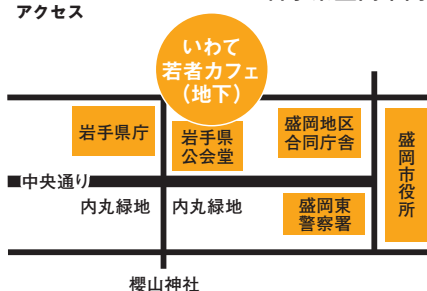 アクセス
いわて
若者カフェ
（地下）
岩手県庁
岩手県
公会堂
盛岡地区
合同庁舎
盛岡市役所
中央通り
内丸緑地
内丸緑地
盛岡東
警察署
櫻山神社